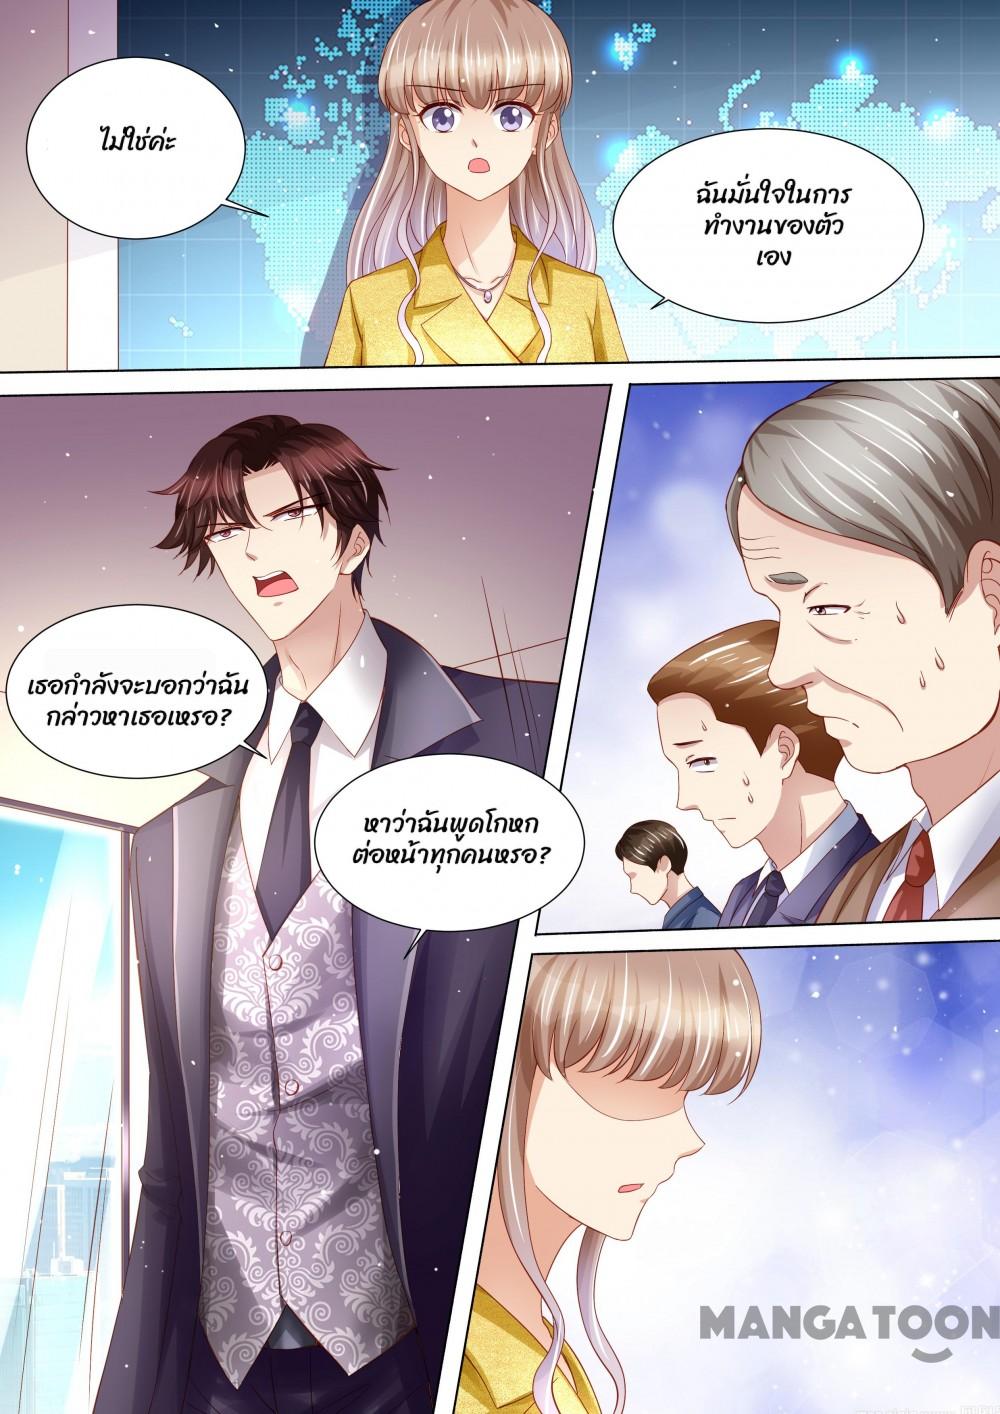 ไม่ใช่ค่ะ
ฉันมั่นใจในการ
ทำงานของตัว
เอง
เธอกำลังจะบอกว่าฉัน
กล่าวหาเธอเหรอ?
หาว่าฉันพูดโกหก
ต่อหน้าทุกคนหรอ?
MANGATOON